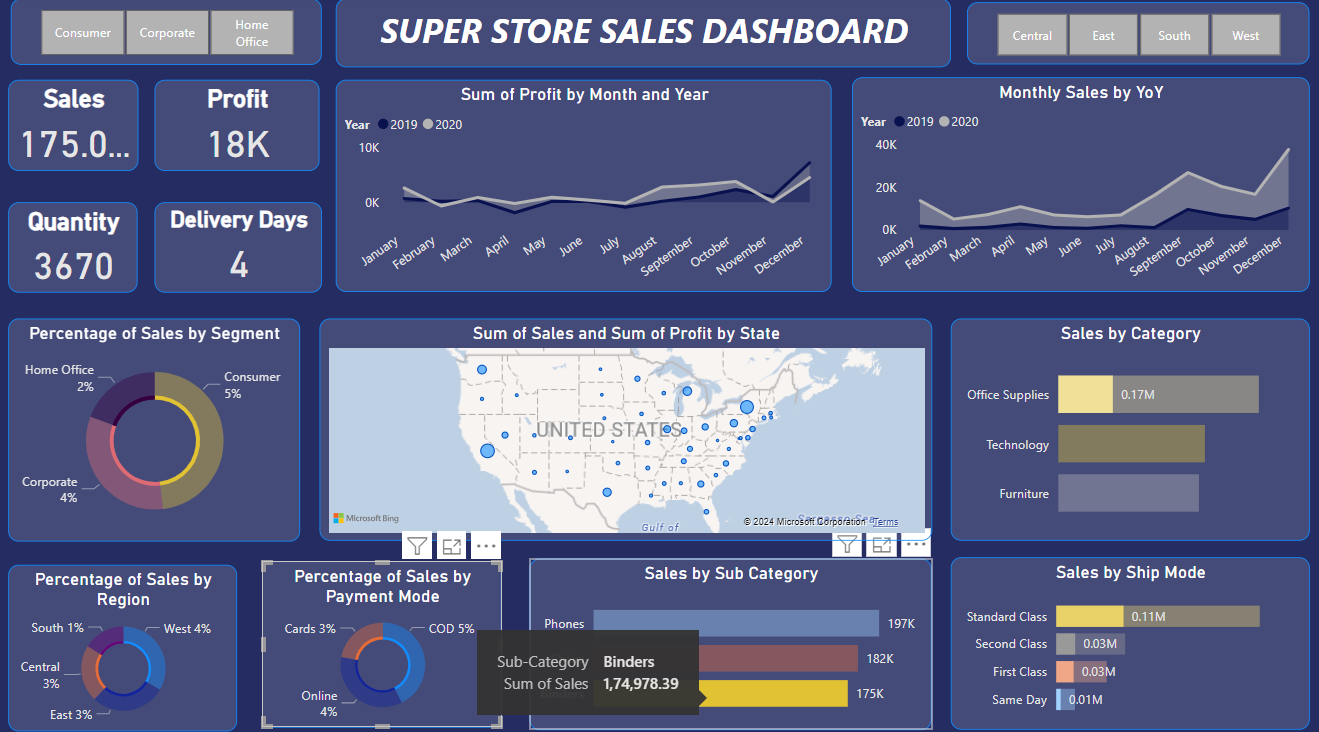 Consumer
Corporate
Home
Office
SUPER STORE SALES DASHBOARD
Central
East
South
West
Sales
175.0...
Profit
18K
Quantity
3670
Delivery Days
4
Sum of Profit by Month and Year
Year 2019 2020
10K
0K
January
February
March
April
May
June
July
August
September
October
November
December
Monthly Sales by YoY
Year 2019 2020
40K
20K
0K
January
February
March
April
May
June
July
August
September
October
November
December
Percentage of Sales by Segment
Home Office
2%
Consumer
5%
Corporate
4%
Sum of Sales and Sum of Profit by State
UNITED STATES
Microsoft Bing
Gulf of
Sargasso Sea
© 2024 Microsoft Corporation Terms
Sales by Category
Office Supplies 0.17M
Technology
Furniture
Percentage of Sales by
Region
South 1%
West 4%
Central
3%
East 3%
Percentage of Sales by
Payment Mode
Cards 3%
COD 5%
Online
4%
Sales by Sub Category
Phones 197K
182K
175K
Sub-Category Binders
Sum of Sales 1,74,978.39
Sales by Ship Mode
Standard Class 0.11M
Second Class 0.03M
First Class 0.03M
Same Day 0.01M